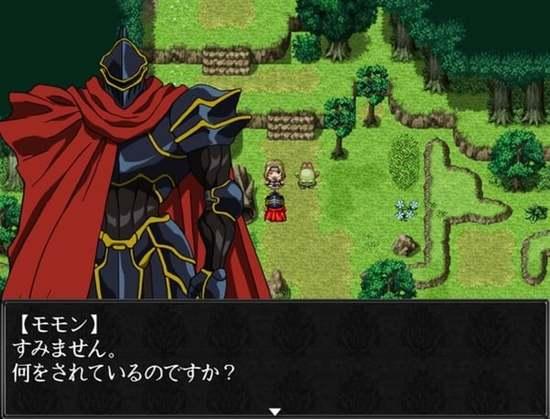 【モモン】
すみません。
何をされているのですか？